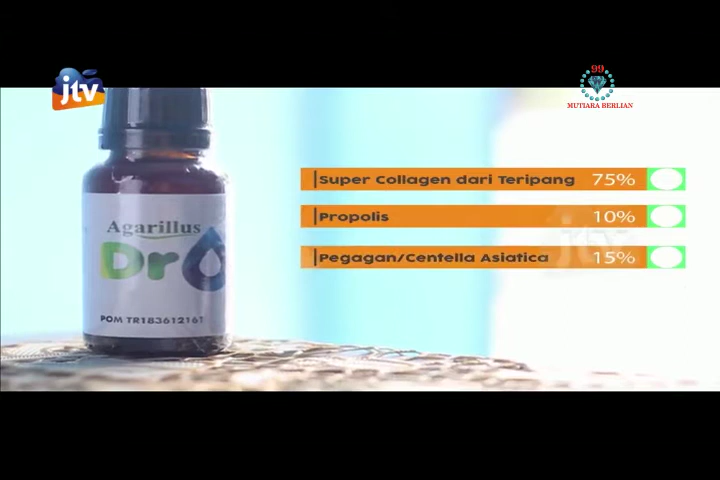 jtv
99
MUTIARA BERLIAN
Super Collagen dari Teripang 75%
Propolis 10%
Pegagan/Centella Asiatica 15%
Agarillus
Dr
POM TR183612161
jtv